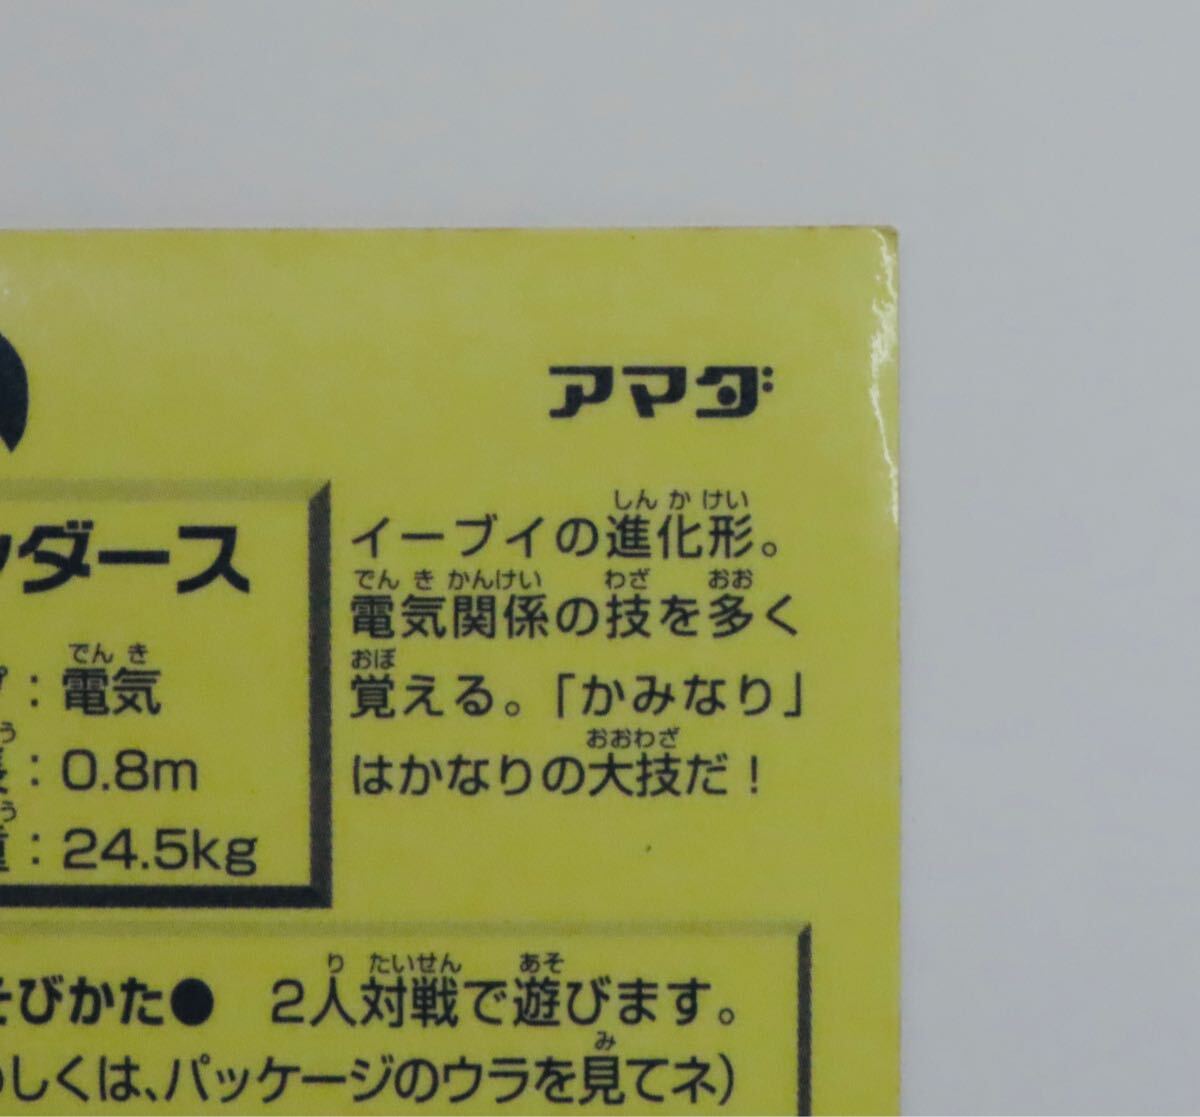 アマダ
ンダース
電気
でんき
0.8m
24.5kg
しんかけい
イーブイの進化形。
でんきかんけい わざ おお
電気関係の技を多く
おぼ
覚える。「かみなり」
おおわざ
はかなりの大技だ!
り たいせん あそ
そびかた● 2人対戦で遊びます。
み
しくは、パッケージのウラを見てネ)